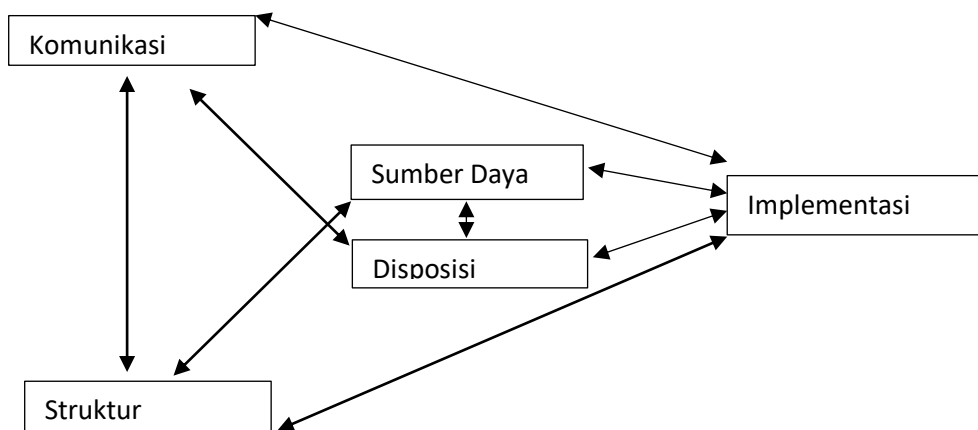 Komunikasi
Sumber Daya
Implementasi
Disposisi
Struktur